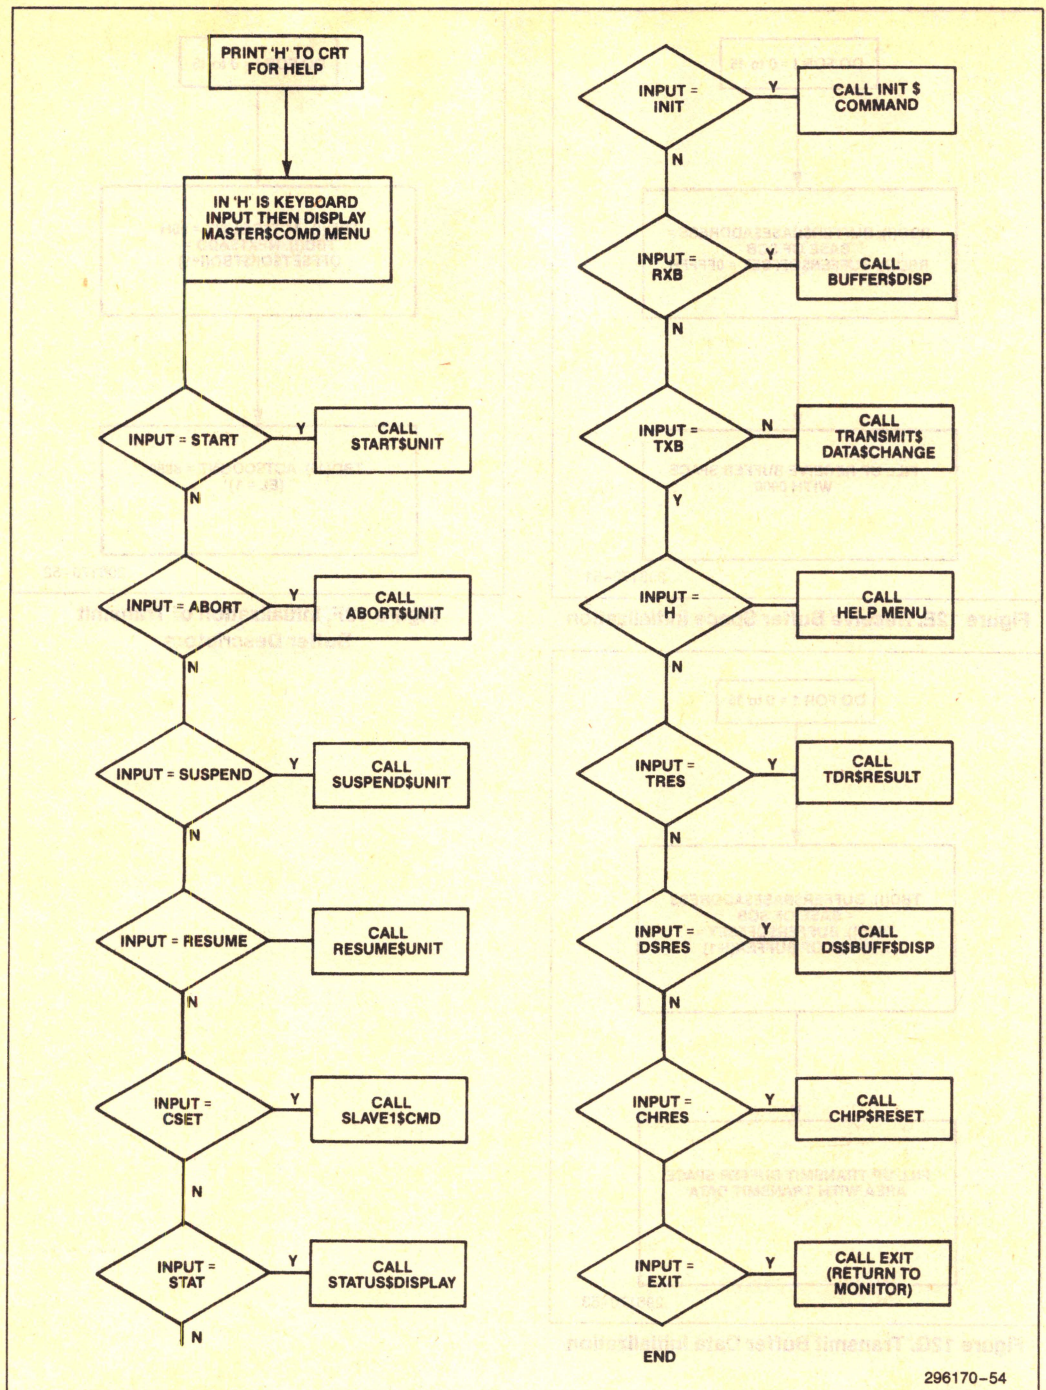 PRINT 'H' TO CRT
FOR HELP
IN 'H' IS KEYBOARD
INPUT THEN DISPLAY
MASTER$COMD MENU
INPUT = START
Y
CALL
START$UNIT
N
INPUT = ABORT
Y
CALL
ABORT$UNIT
N
INPUT = SUSPEND
Y
CALL
SUSPEND$UNIT
N
INPUT = RESUME
CALL
RESUME$UNIT
N
INPUT =
CSET
Y
CALL
SLAVE1$CMD
N
INPUT =
STAT
Y
CALL
STATUS$DISPLAY
N
INPUT =
INIT
Y
CALL INIT $
COMMAND
N
INPUT =
RXB
Y
CALL
BUFFER$DISP
N
INPUT =
TXB
N
CALL
TRANSMIT$
DATA$CHANGE
Y
INPUT =
H
CALL
HELP MENU
N
INPUT =
TRES
Y
CALL
TDR$RESULT
N
INPUT =
DSRES
Y
CALL
DS$BUFF$DISP
N
INPUT =
CHRES
Y
CALL
CHIP$RESET
INPUT =
EXIT
Y
CALL EXIT
(RETURN TO
MONITOR)
END
296170–54